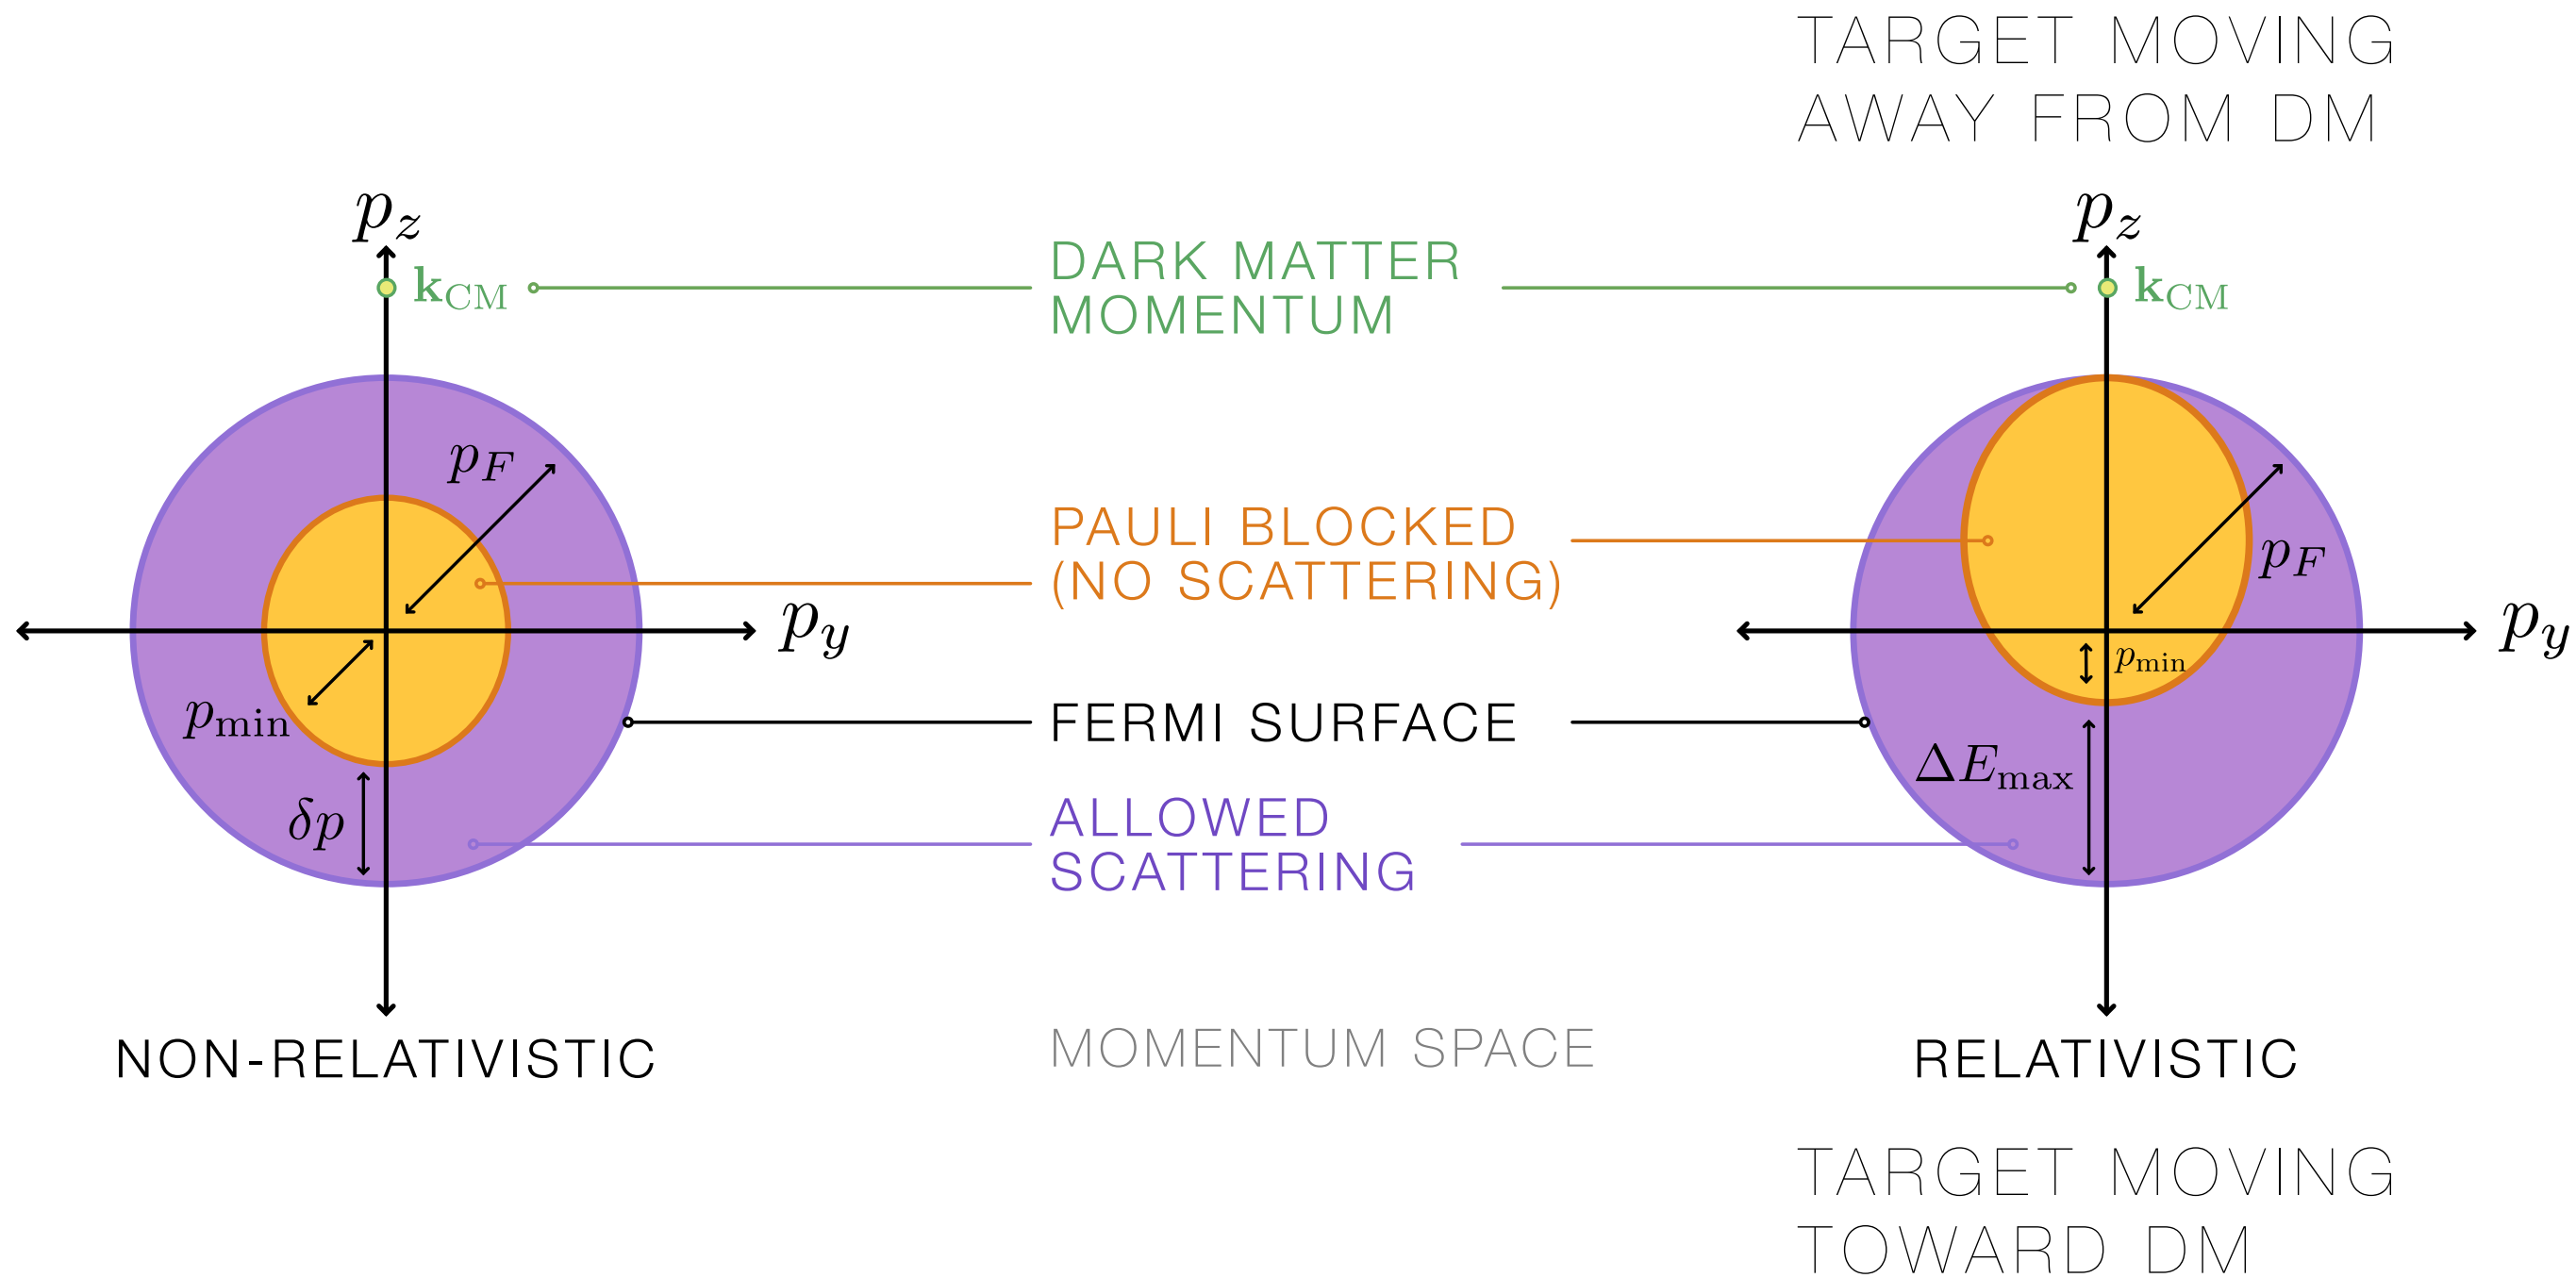 TARGET MOVING
AWAY FROM DM
p_z
k_CM
DARK MATTER
MOMENTUM
p_z
k_CM
p_F
PAULI BLOCKED
(NO SCATTERING)
p_F
p_y
p_y
p_min
p_min
FERMI SURFACE
δp
ΔE_max
ALLOWED
SCATTERING
NON-RELATIVISTIC
MOMENTUM SPACE
RELATIVISTIC
TARGET MOVING
TOWARD DM